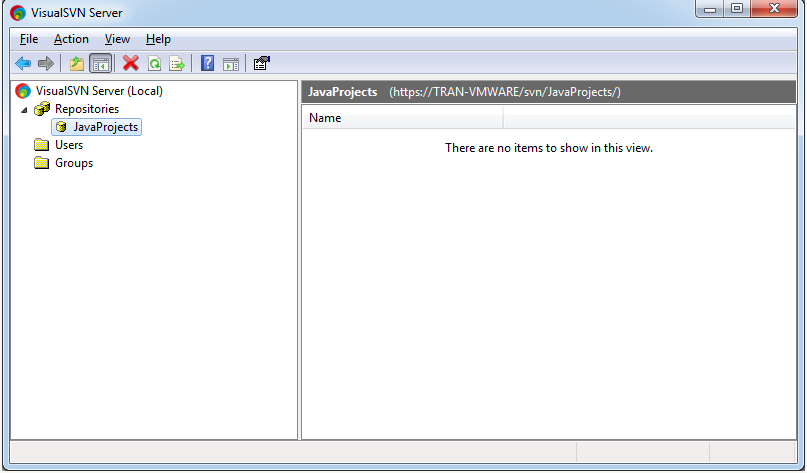 VisualSVN Server
File Action View Help
VisualSVN Server (Local)
Repositories
JavaProjects
Users
Groups
JavaProjects (https://TRAN-VMWARE/svn/JavaProjects/)
Name
There are no items to show in this view.